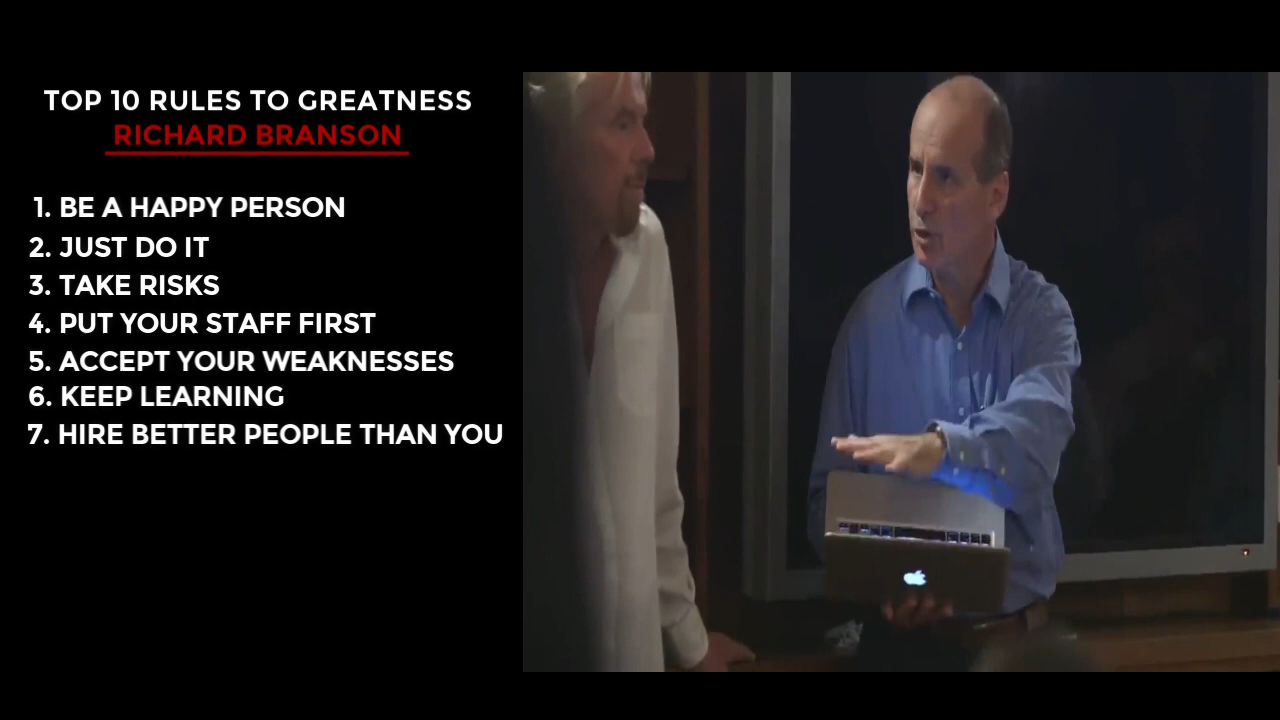 TOP 10 RULES TO GREATNESS
RICHARD BRANSON
1. BE A HAPPY PERSON
2. JUST DO IT
3. TAKE RISKS
4. PUT YOUR STAFF FIRST
5. ACCEPT YOUR WEAKNESSES
6. KEEP LEARNING
7. HIRE BETTER PEOPLE THAN YOU